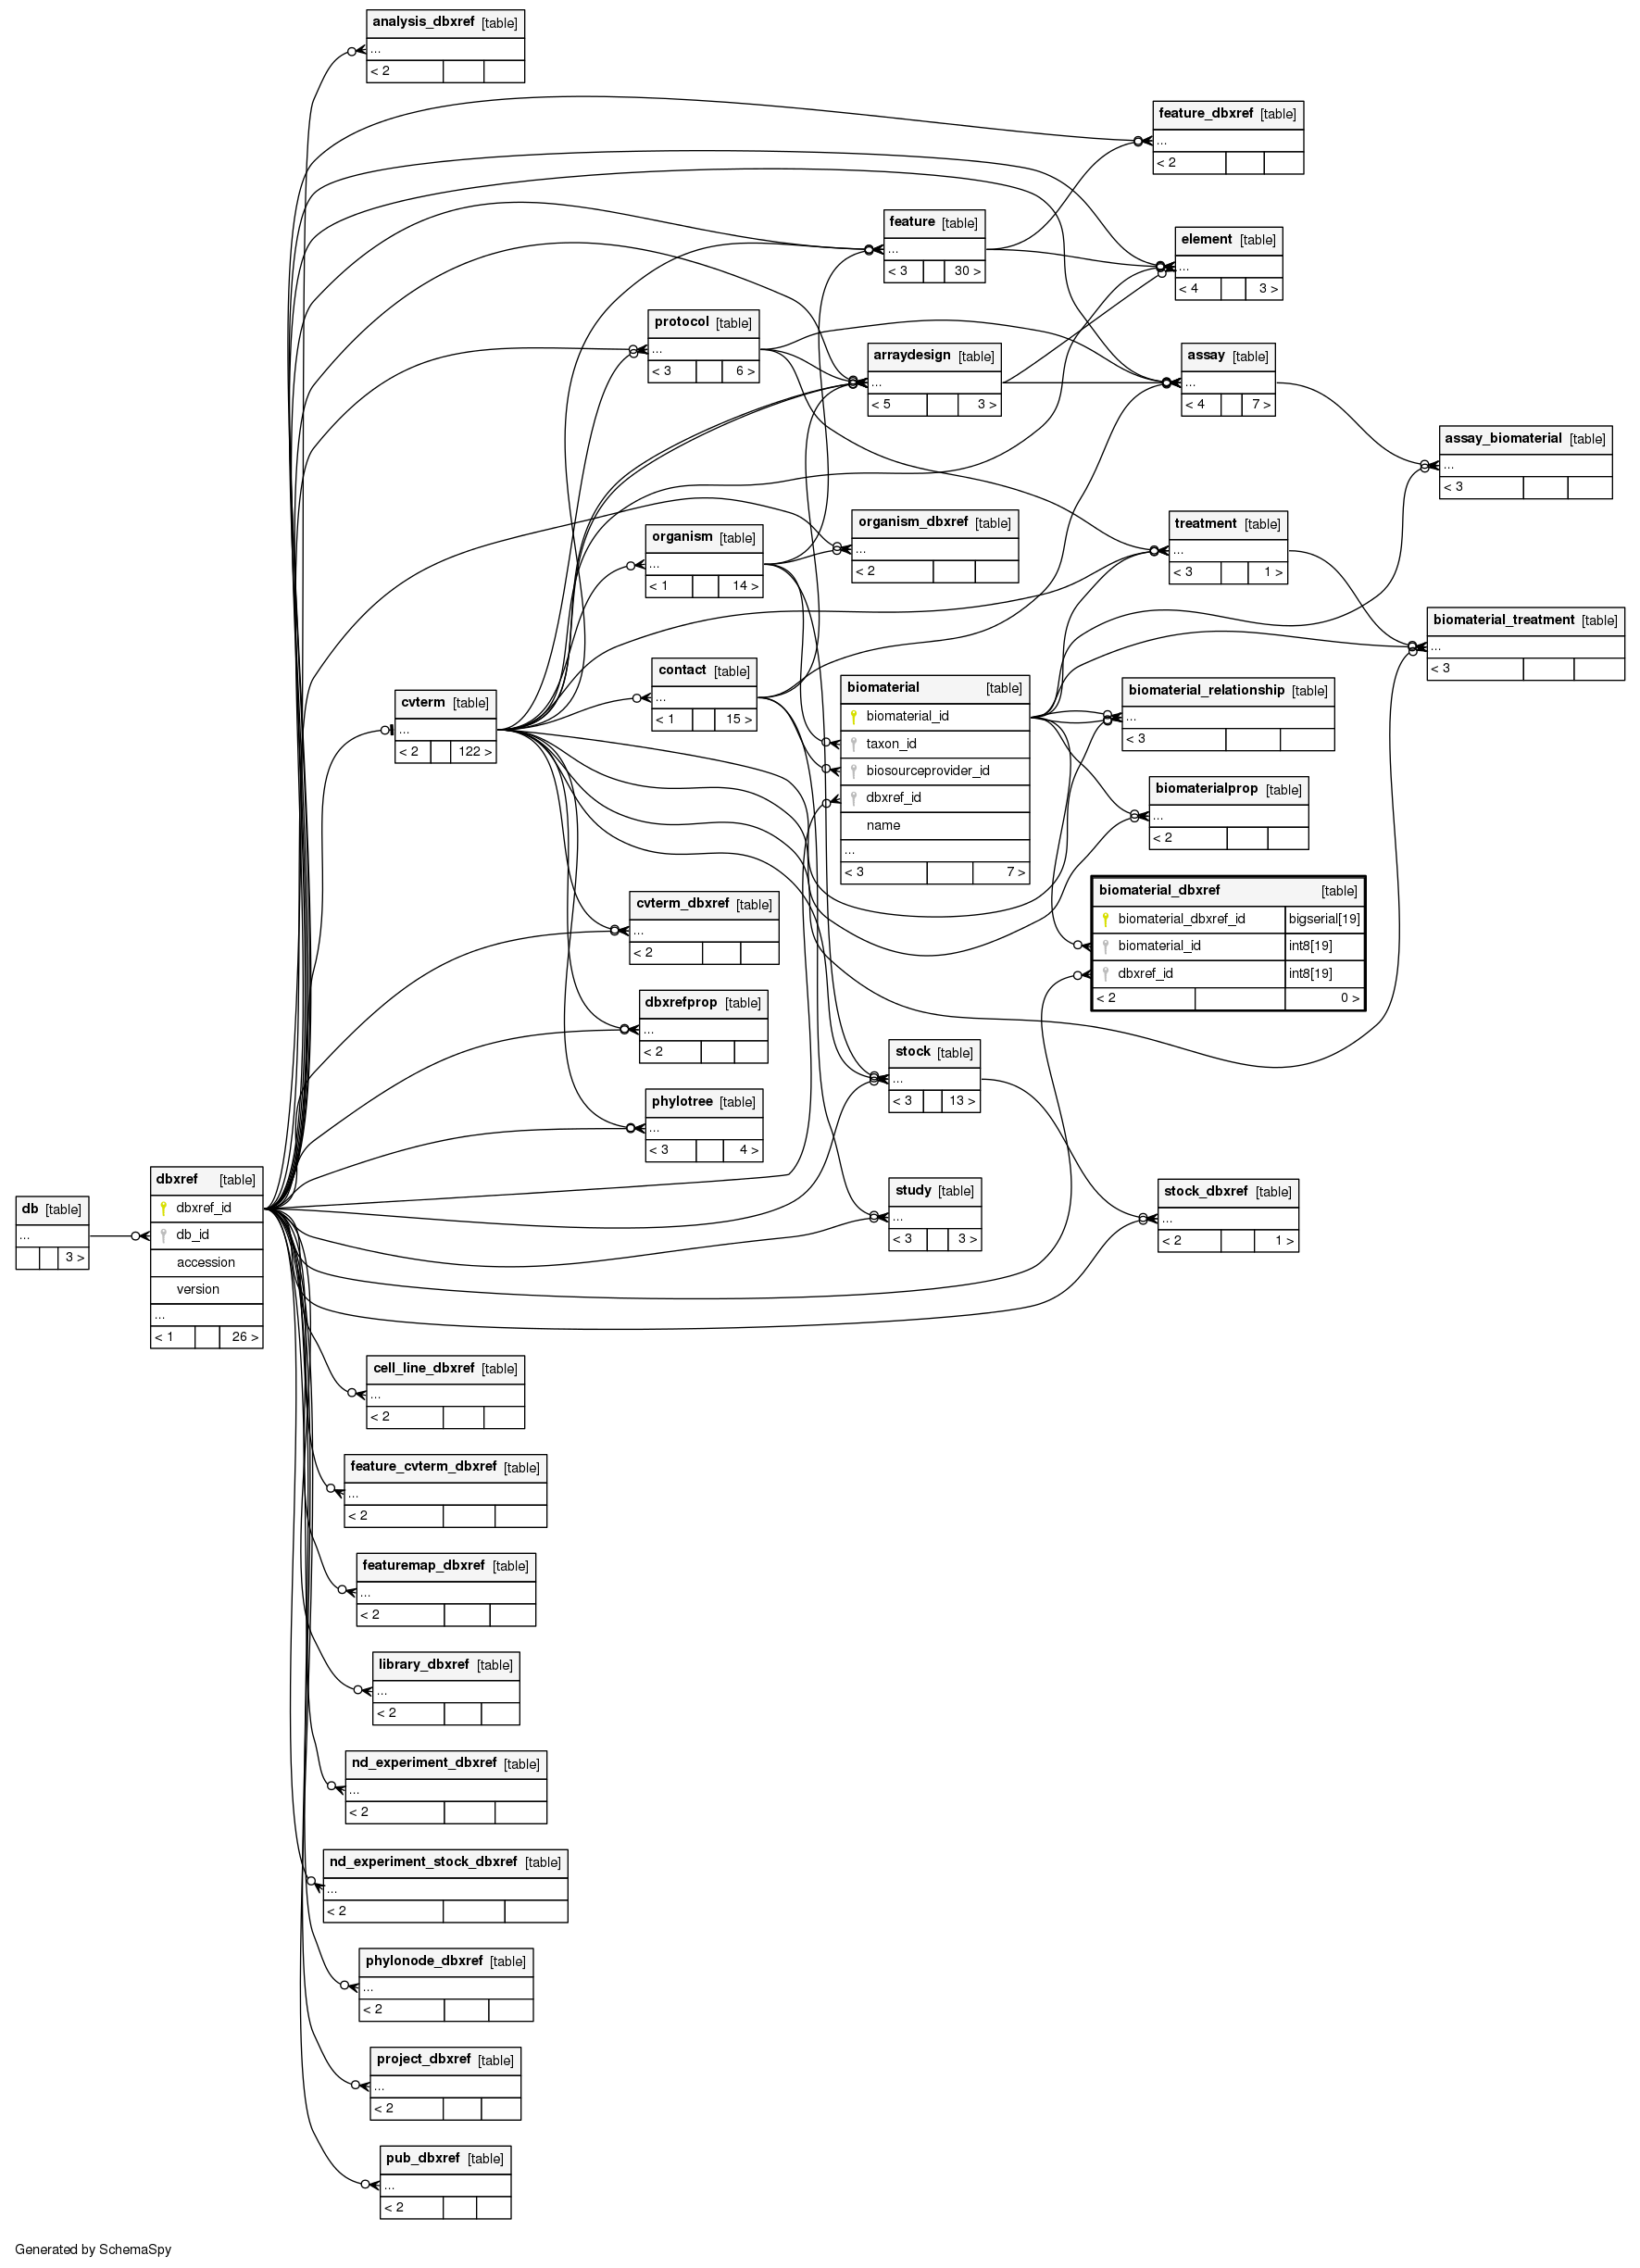 analysis_dbxref [table]
...
< 2
feature_dbxref [table]
...
< 2
feature [table]
...
< 3 30 >
element [table]
...
< 4 3 >
protocol [table]
...
< 3 6 >
arraydesign [table]
...
< 5 3 >
assay [table]
...
< 4 7 >
assay_biomaterial [table]
...
< 3
organism [table]
...
< 1 14 >
organism_dbxref [table]
...
< 2
treatment [table]
...
< 3 1 >
biomaterial_treatment [table]
...
< 3
cvterm [table]
...
< 2 122 >
contact [table]
...
< 1 15 >
biomaterial [table]
biomaterial_id
taxon_id
biosourceprovider_id
dbxref_id
name
...
< 3 7 >
biomaterial_relationship [table]
...
< 3
biomaterialprop [table]
...
< 2
biomaterial_dbxref [table]
biomaterial_dbxref_id bigserial[19]
biomaterial_id int8[19]
dbxref_id int8[19]
< 2 0 >
cvterm_dbxref [table]
...
< 2
dbxrefprop [table]
...
< 2
phylotree [table]
...
< 3 4 >
stock [table]
...
< 3 13 >
study [table]
...
< 3 3 >
stock_dbxref [table]
...
< 2 1 >
db [table]
...
3 >
dbxref [table]
dbxref_id
db_id
accession
version
...
< 1 26 >
cell_line_dbxref [table]
...
< 2
feature_cvterm_dbxref [table]
...
< 2
featuremap_dbxref [table]
...
< 2
library_dbxref [table]
...
< 2
nd_experiment_dbxref [table]
...
< 2
nd_experiment_stock_dbxref [table]
...
< 2
phylonode_dbxref [table]
...
< 2
project_dbxref [table]
...
< 2
pub_dbxref [table]
...
< 2
Generated by SchemaSpy